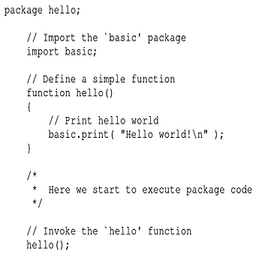 package hello;
// Import the `basic' package
import basic;
// Define a simple function
function hello()
{
// Print hello world
basic.print( "Hello world!\n" );
}
/*
* Here we start to execute package code
*/
// Invoke the `hello' function
hello();